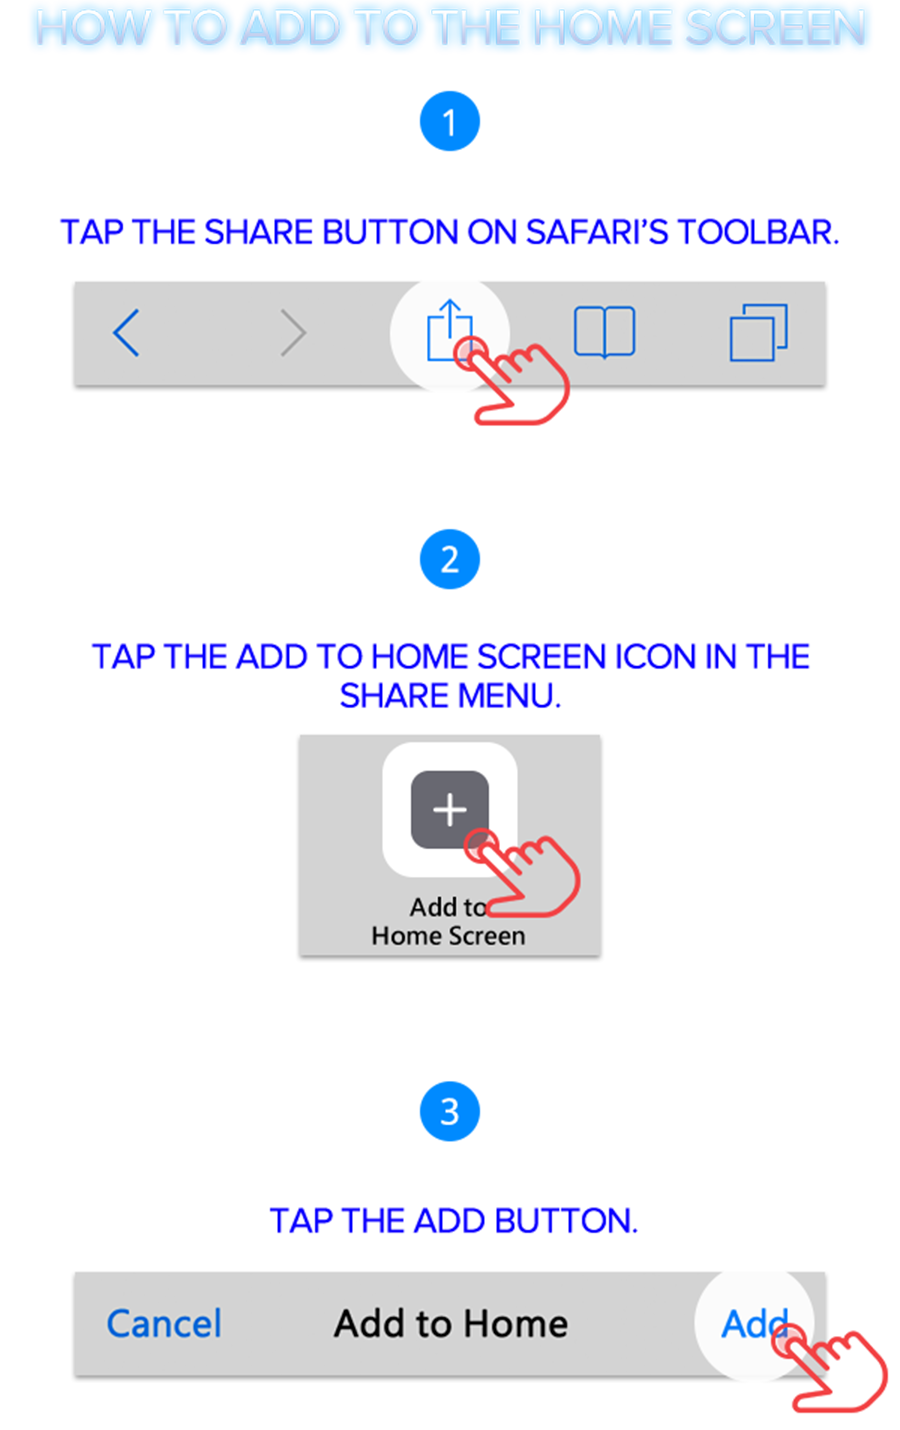 HOW TO ADD TO THE HOME SCREEN
1
TAP THE SHARE BUTTON ON SAFARI'S TOOLBAR.
2
TAP THE ADD TO HOME SCREEN ICON IN THE
SHARE MENU.
Add to
Home Screen
3
TAP THE ADD BUTTON.
Cancel Add to Home Add